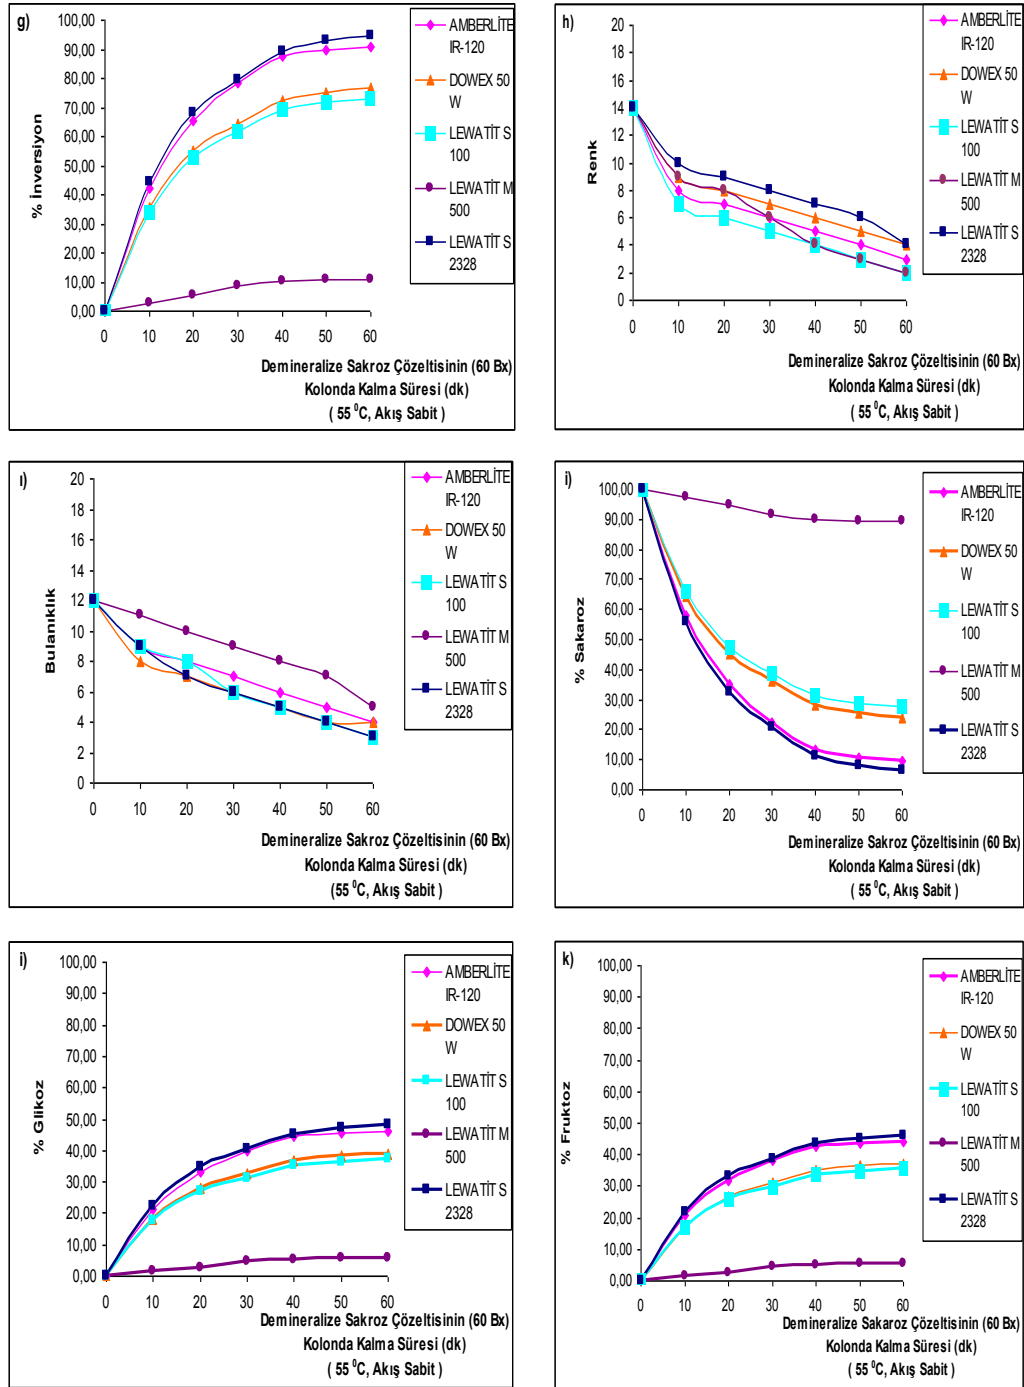 g)
100,00
90,00
80,00
70,00
60,00
50,00
40,00
30,00
20,00
10,00
0,00
% İnversiyon
0 10 20 30 40 50 60
Demineralize Sakroz Çözeltisinin (60 Bx)
Kolonda Kalma Süresi (dk)
( 55 ⁰C, Akış Sabit )
AMBERLİTE
IR-120
DOWEX 50
W
LEWATİT S
100
LEWATİT M
500
LEWATİT S
2328
h)
20
18
16
14
12
10
8
6
4
2
0
Renk
0 10 20 30 40 50 60
Demineralize Sakroz Çözeltisinin (60 Bx)
Kolonda Kalma Süresi (dk)
( 55 ⁰C, Akış Sabit )
AMBERLİTE
IR-120
DOWEX 50
W
LEWATİT S
100
LEWATİT M
500
LEWATİT S
2328
ı)
20
18
16
14
12
10
8
6
4
2
0
Bulanıklık
0 10 20 30 40 50 60
Demineralize Sakroz Çözeltisinin (60 Bx)
Kolonda Kalma Süresi (dk)
(55 ⁰C, Akış Sabit )
AMBERLİTE
IR-120
DOWEX 50
W
LEWATİT S
100
LEWATİT M
500
LEWATİT S
2328
i)
100,00
90,00
80,00
70,00
60,00
50,00
40,00
30,00
20,00
10,00
0,00
% Sakaroz
0 10 20 30 40 50 60
Demineralize Sakroz Çözeltisinin (60 Bx)
Kolonda Kalma Süresi (dk)
(55 ⁰C, Akış Sabit )
AMBERLİTE
IR-120
DOWEX 50
W
LEWATİT S
100
LEWATİT M
500
LEWATİT S
2328
i)
100,00
90,00
80,00
70,00
60,00
50,00
40,00
30,00
20,00
10,00
0,00
% Glikoz
0 10 20 30 40 50 60
Demineralize Sakroz Çözeltisinin (60 Bx)
Kolonda Kalma Süresi (dk)
( 55 ⁰C, Akış Sabit )
AMBERLİTE
IR-120
DOWEX 50
W
LEWATİT S
100
LEWATİT M
500
LEWATİT S
2328
k)
100,00
90,00
80,00
70,00
60,00
50,00
40,00
30,00
20,00
10,00
0,00
% Fruktoz
0 10 20 30 40 50 60
Demineralize Sakaroz Çözeltisinin (60 Bx)
Kolonda Kalma Süresi (dk)
( 55 ⁰C, Akış Sabit )
AMBERLİTE
IR-120
DOWEX 50
W
LEWATİT S
100
LEWATİT M
500
LEWATİT S
2328